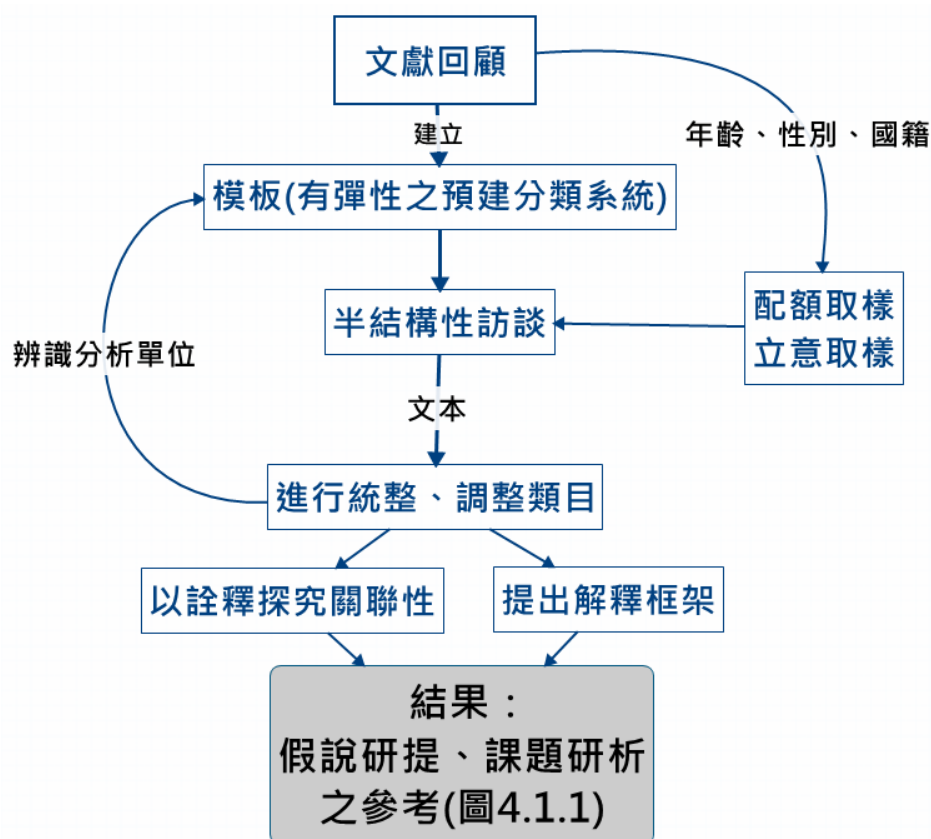 文獻回顧
建立
年齡、性別、國籍
模板(有彈性之預建分類系統)
配額取樣
立意取樣
半結構性訪談
辨識分析單位
文本
進行統整、調整類目
以詮釋探究關聯性
提出解釋框架
結果：
假說研提、課題研析
之參考(圖4.1.1)